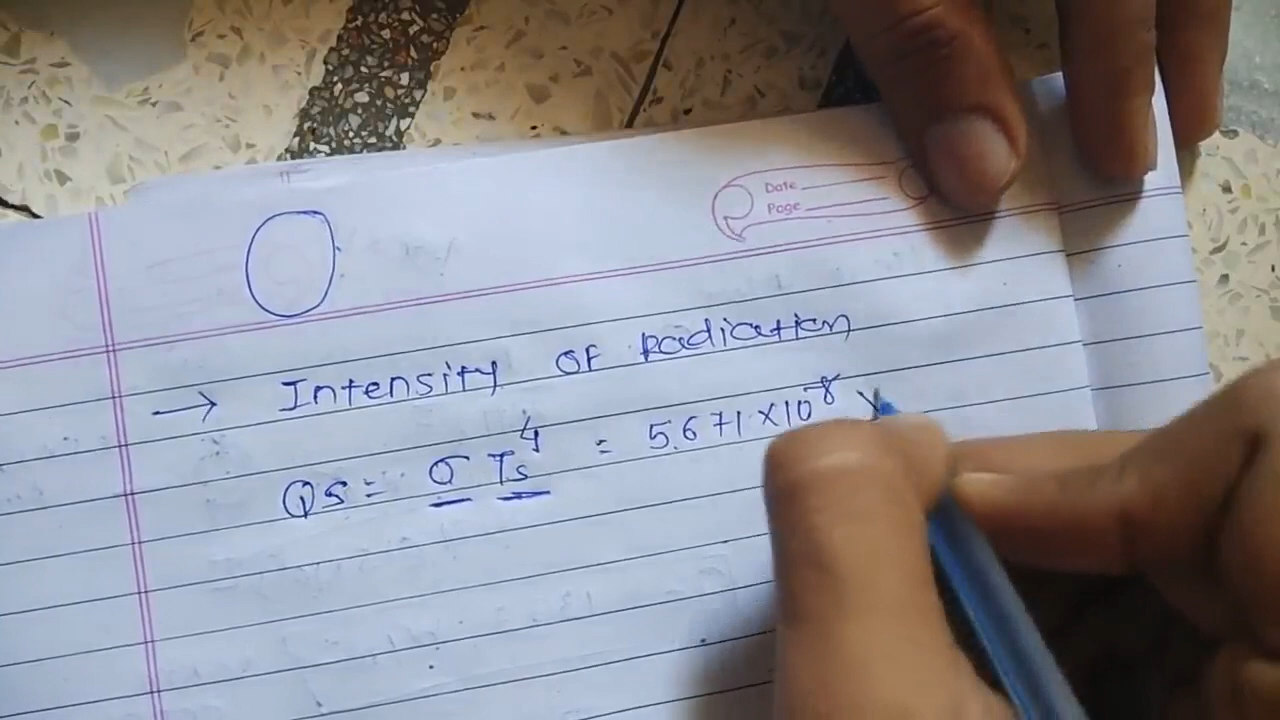 Date
Page
→ Intensity OF Radiation
Qs = σ Ts⁴ = 5.671 × 10⁻⁸ ×